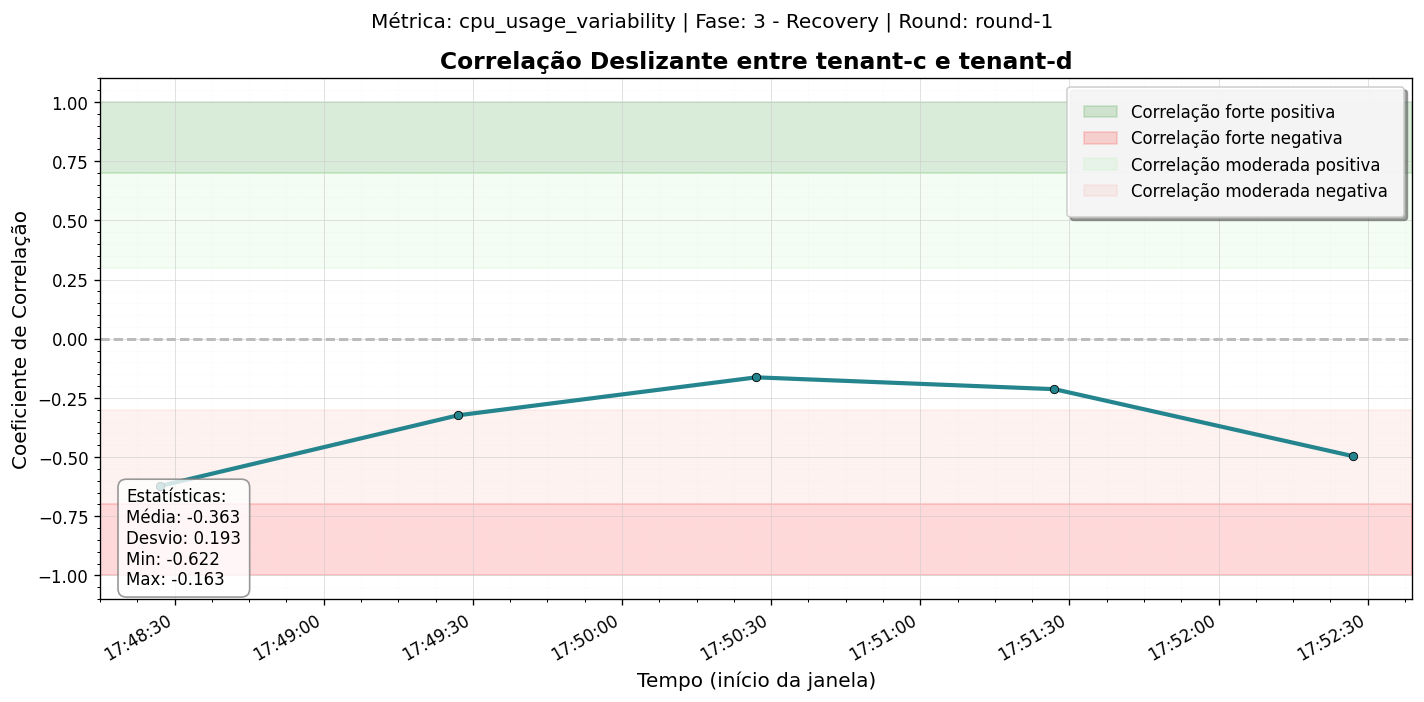 Métrica: cpu_usage_variability | Fase: 3 - Recovery | Round: round-1
Correlação Deslizante entre tenant-c e tenant-d
Coeficiente de Correlação
1.00
0.75
0.50
0.25
0.00
−0.25
−0.50
−0.75
−1.00
Correlação forte positiva
Correlação forte negativa
Correlação moderada positiva
Correlação moderada negativa
Estatísticas:
Média: -0.363
Desvio: 0.193
Min: -0.622
Max: -0.163
17:48:30
17:49:00
17:49:30
17:50:00
17:50:30
17:51:00
17:51:30
17:52:00
17:52:30
Tempo (início da janela)